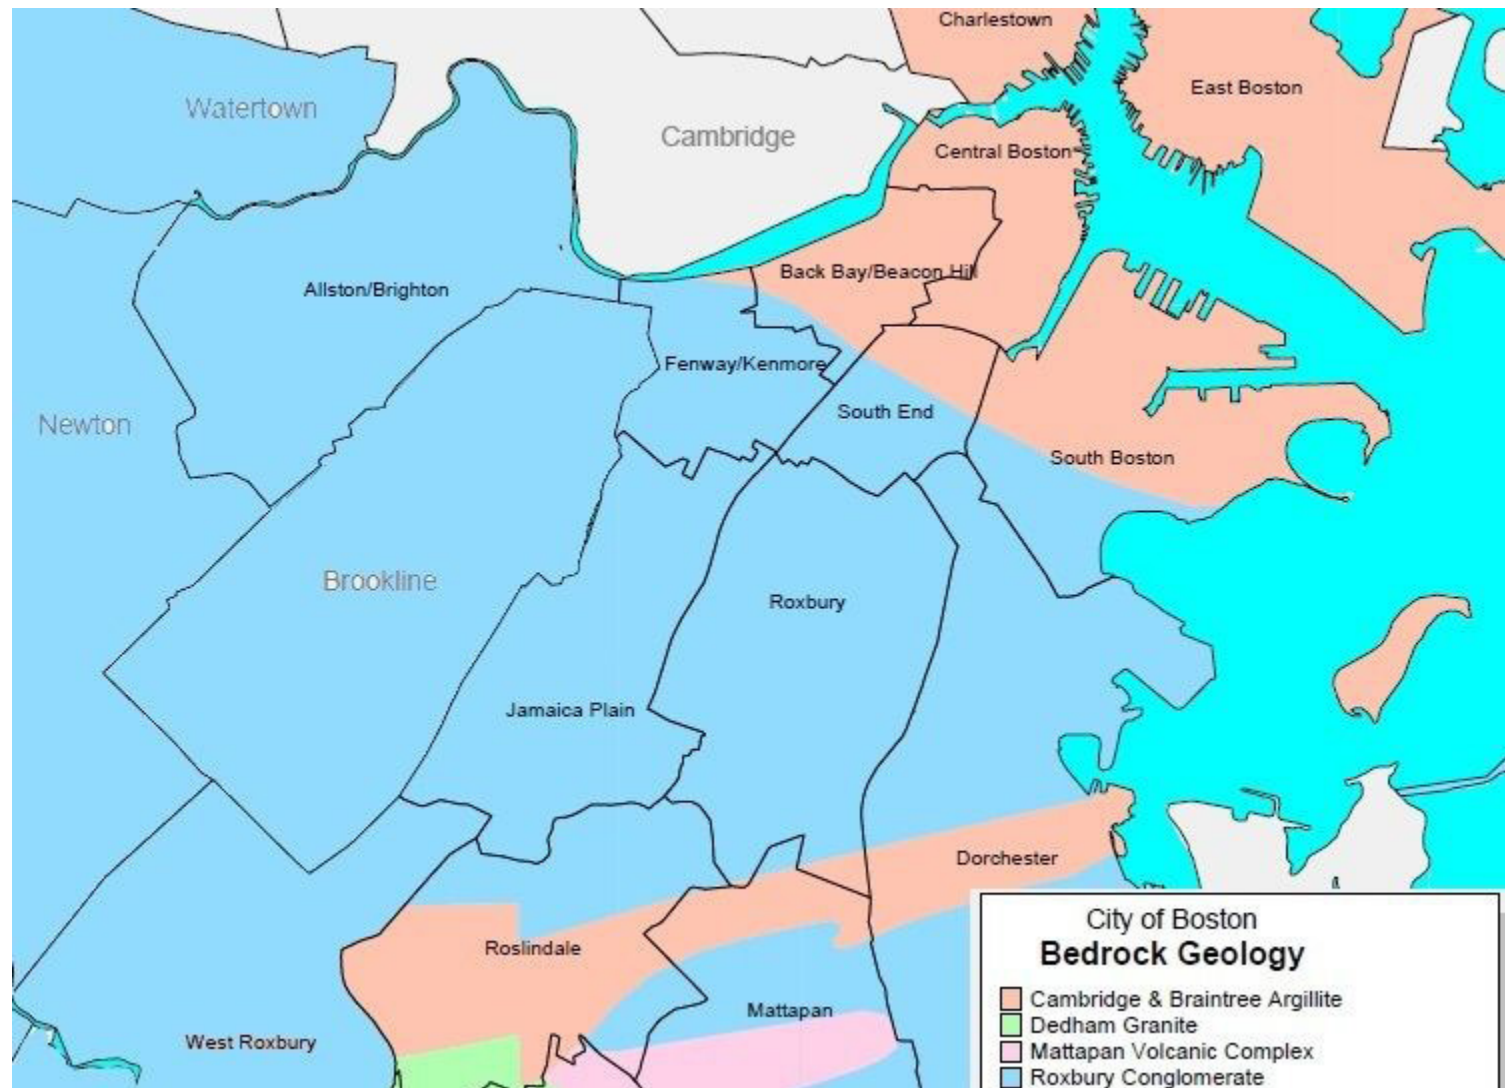 Charlestown
East Boston
Watertown
Cambridge
Central Boston
Back Bay/Beacon Hill
Allston/Brighton
Fenway/Kenmore
South End
Newton
South Boston
Brookline
Roxbury
Jamaica Plain
Dorchester
Roslindale
Mattapan
West Roxbury
City of Boston
Bedrock Geology
Cambridge & Braintree Argillite
Dedham Granite
Mattapan Volcanic Complex
Roxbury Conglomerate